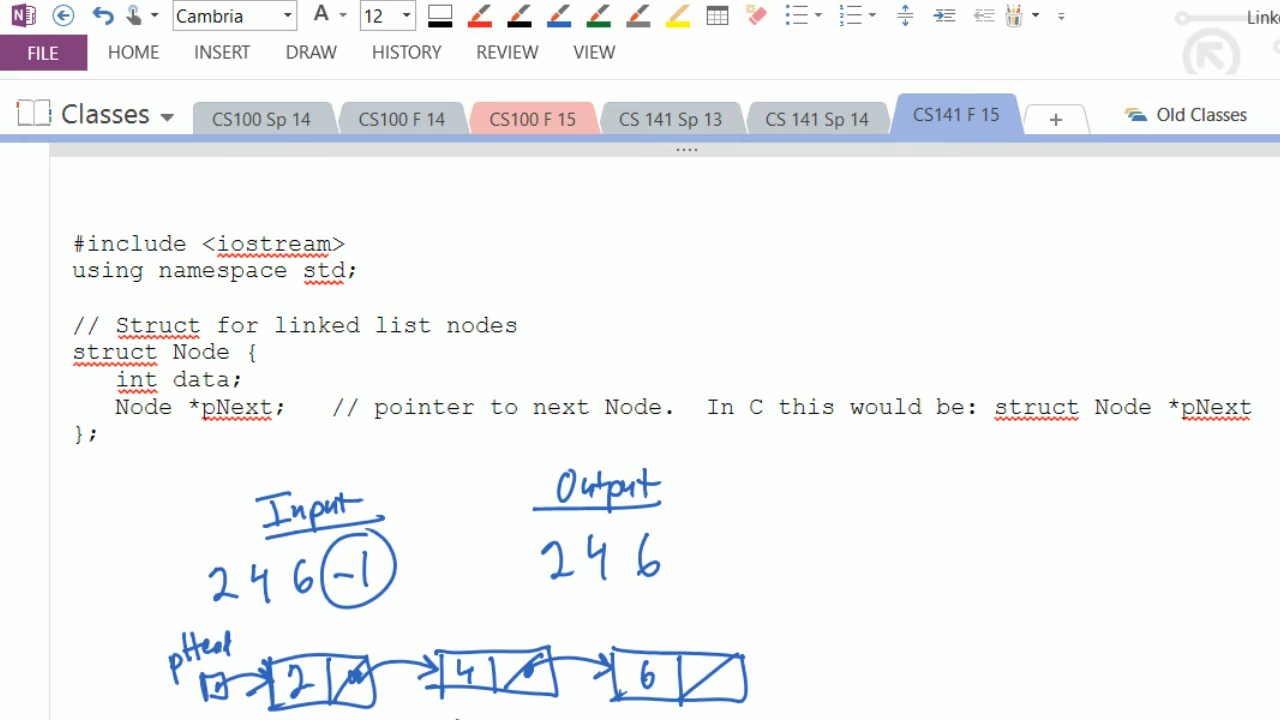 Cambria A 12 Link
FILE HOME INSERT DRAW HISTORY REVIEW VIEW
Classes CS100 Sp 14 CS100 F 14 CS100 F 15 CS 141 Sp 13 CS 141 Sp 14 CS141 F 15 + Old Classes
#include <iostream>
using namespace std;
// Struct for linked list nodes
struct Node {
int data;
Node *pNext; // pointer to next Node. In C this would be: struct Node *pNext
};
Input Output
2 4 6 -1 2 4 6
pHead
2 4 6